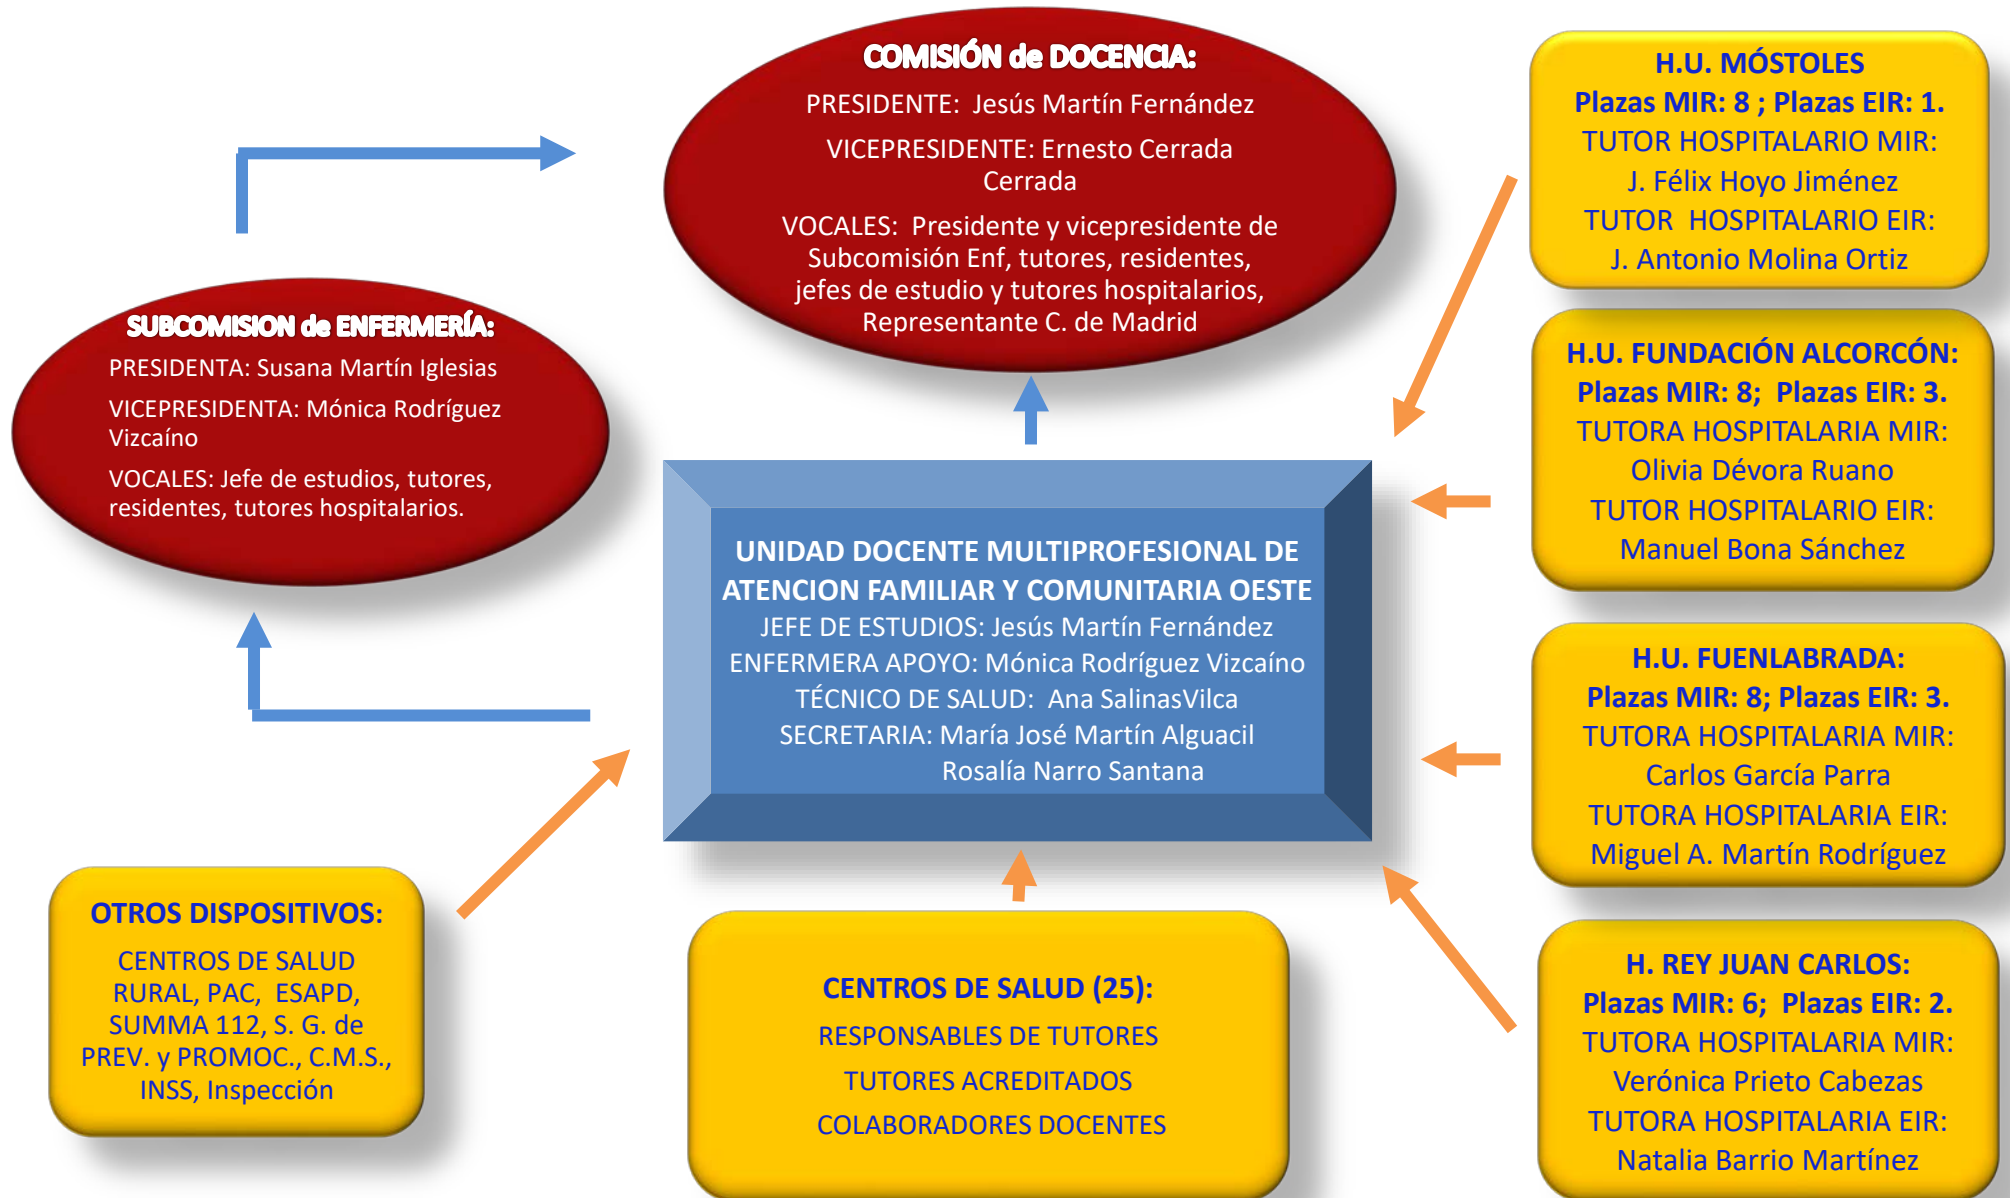 COMISIÓN de DOCENCIA:
PRESIDENTE: Jesús Martín Fernández
VICEPRESIDENTE: Ernesto Cerrada
Cerrada
VOCALES: Presidente y vicepresidente de
Subcomisión Enf, tutores, residentes,
jefes de estudio y tutores hospitalarios,
Representante C. de Madrid
SUBCOMISION de ENFERMERÍA:
PRESIDENTA: Susana Martín Iglesias
VICEPRESIDENTA: Mónica Rodríguez
Vizcaíno
VOCALES: Jefe de estudios, tutores,
residentes, tutores hospitalarios.
UNIDAD DOCENTE MULTIPROFESIONAL DE
ATENCION FAMILIAR Y COMUNITARIA OESTE
JEFE DE ESTUDIOS: Jesús Martín Fernández
ENFERMERA APOYO: Mónica Rodríguez Vizcaíno
TÉCNICO DE SALUD: Ana SalinasVilca
SECRETARIA: María José Martín Alguacil
Rosalía Narro Santana
H.U. MÓSTOLES
Plazas MIR: 8 ; Plazas EIR: 1.
TUTOR HOSPITALARIO MIR:
J. Félix Hoyo Jiménez
TUTOR HOSPITALARIO EIR:
J. Antonio Molina Ortiz
H.U. FUNDACIÓN ALCORCÓN:
Plazas MIR: 8; Plazas EIR: 3.
TUTORA HOSPITALARIA MIR:
Olivia Dévora Ruano
TUTOR HOSPITALARIO EIR:
Manuel Bona Sánchez
H.U. FUENLABRADA:
Plazas MIR: 8; Plazas EIR: 3.
TUTORA HOSPITALARIA MIR:
Carlos García Parra
TUTORA HOSPITALARIA EIR:
Miguel A. Martín Rodríguez
H. REY JUAN CARLOS:
Plazas MIR: 6; Plazas EIR: 2.
TUTORA HOSPITALARIA MIR:
Verónica Prieto Cabezas
TUTORA HOSPITALARIA EIR:
Natalia Barrio Martínez
OTROS DISPOSITIVOS:
CENTROS DE SALUD
RURAL, PAC, ESAPD,
SUMMA 112, S. G. de
PREV. y PROMOC., C.M.S.,
INSS, Inspección
CENTROS DE SALUD (25):
RESPONSABLES DE TUTORES
TUTORES ACREDITADOS
COLABORADORES DOCENTES